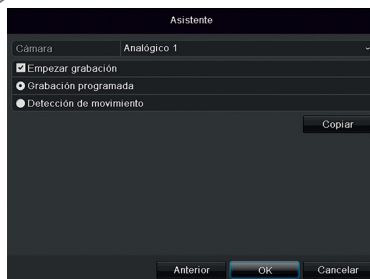 Asistente
Cámara Analógico 1
Empezar grabación
Grabación programada
Detección de movimiento
Copiar
Anterior OK Cancelar